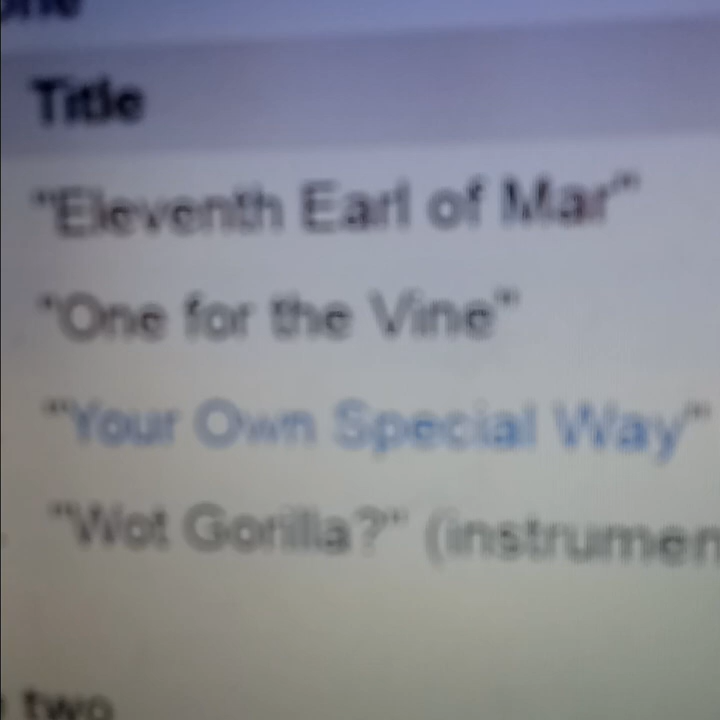 Title
"Eleventh Earl of Mar"
"One for the Vine"
"Your Own Special Way"
"Wot Gorilla?" (instrumen
two